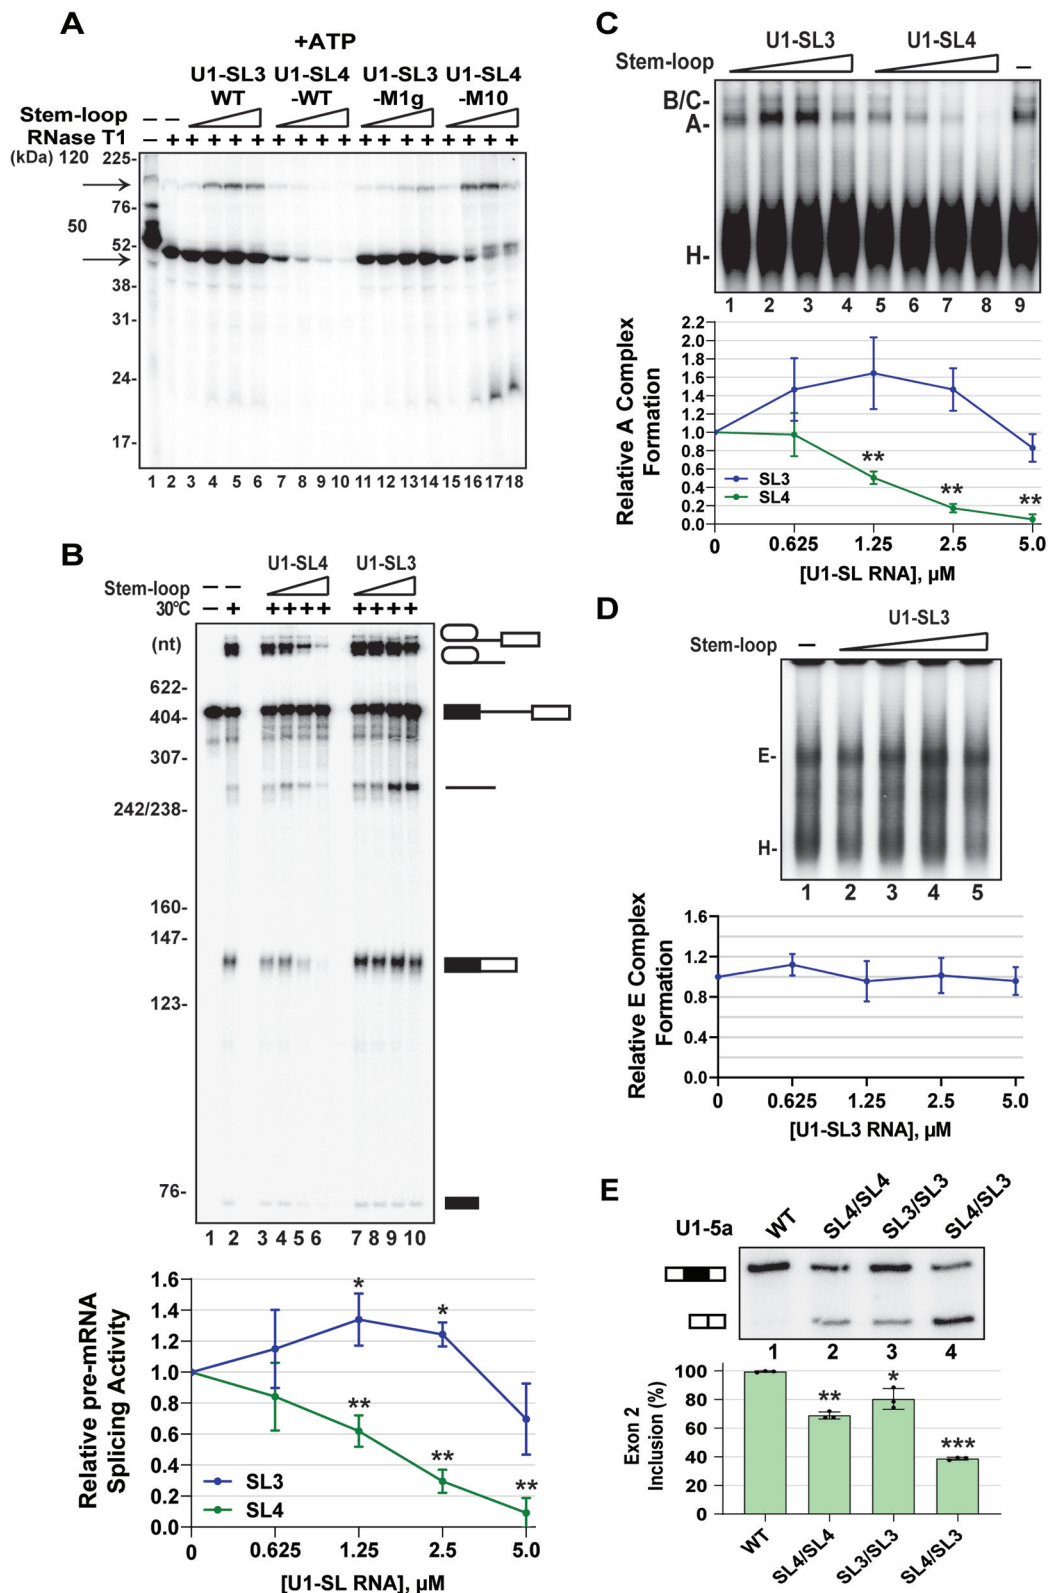 A
+ATP
U1-SL3 U1-SL4 U1-SL3 U1-SL4
WT -WT -M1g -M10
Stem-loop – –
RNase T1 – + + + + + + + + + + + + + + + + +
(kDa) 120 225-
76-
50
52-
38-
31-
24-
17-
1 2 3 4 5 6 7 8 9 10 11 12 13 14 15 16 17 18
B
U1-SL4 U1-SL3
Stem-loop – –
30°C – + + + + + + + + +
(nt)
622-
404-
307-
242/238-
160-
147-
123-
76-
1 2 3 4 5 6 7 8 9 10
Relative pre-mRNA
Splicing Activity
1.6
1.4
1.2
1.0
0.8
0.6
0.4
0.2
0.0
* * ** ** **
SL3
SL4
0 0.625 1.25 2.5 5.0
[U1-SL RNA], µM
C
U1-SL3 U1-SL4
Stem-loop –
B/C-
A-
H-
1 2 3 4 5 6 7 8 9
Relative A Complex
Formation
2.2
2.0
1.8
1.6
1.4
1.2
1.0
0.8
0.6
0.4
0.2
0.0
** ** **
SL3
SL4
0 0.625 1.25 2.5 5.0
[U1-SL RNA], µM
D
U1-SL3
Stem-loop –
E-
H-
1 2 3 4 5
Relative E Complex
Formation
1.6
1.2
0.8
0.4
0.0
0 0.625 1.25 2.5 5.0
[U1-SL3 RNA], µM
E
U1-5a WT SL4/SL4 SL3/SL3 SL4/SL3
1 2 3 4
Exon 2
Inclusion (%)
100
80
60
40
20
0
** * ***
WT SL4/SL4 SL3/SL3 SL4/SL3